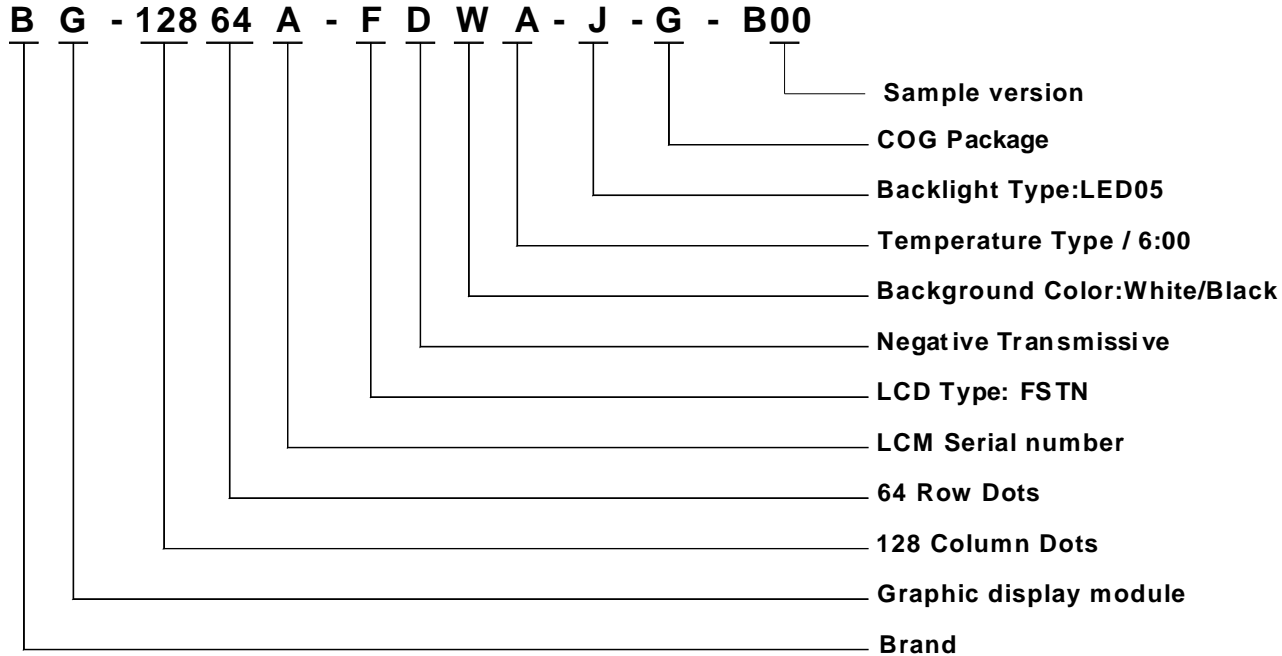 B G - 128 64 A - F D W A - J - G - B00
Sample version
COG Package
Backlight Type:LED05
Temperature Type / 6:00
Background Color:White/Black
Negative Transmissive
LCD Type: FSTN
LCM Serial number
64 Row Dots
128 Column Dots
Graphic display module
Brand